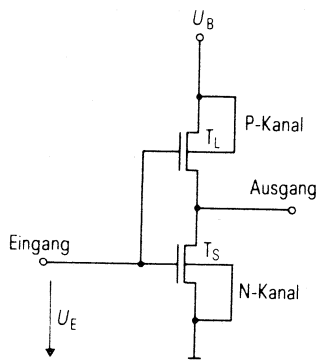 U_B
P-Kanal
T_L
Ausgang
Eingang
T_S
N-Kanal
U_E